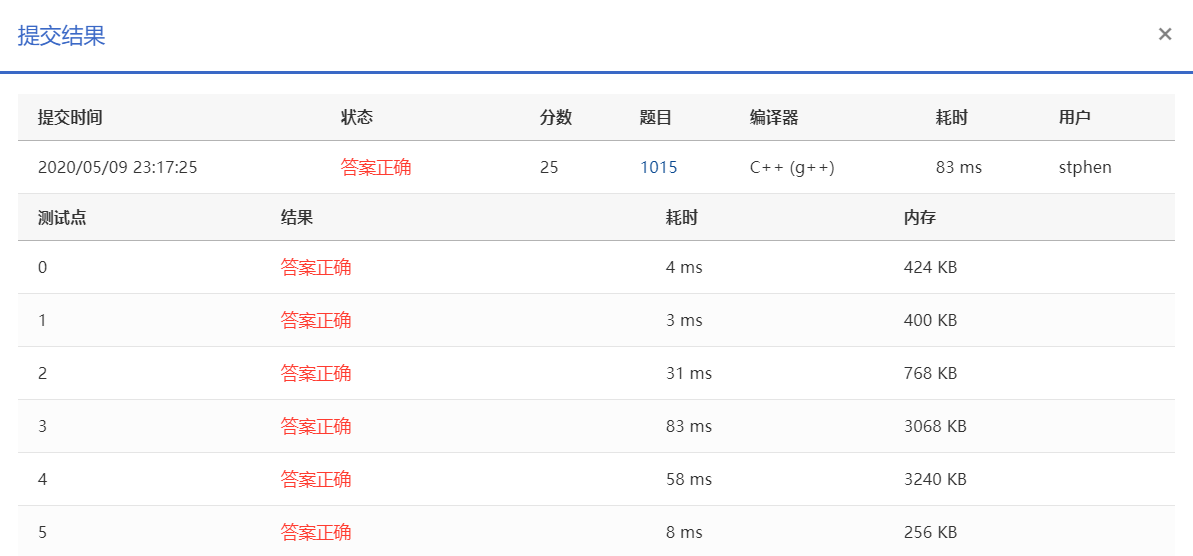 提交结果 ×
提交时间 状态 分数 题目 编译器 耗时 用户
2020/05/09 23:17:25 答案正确 25 1015 C++ (g++) 83 ms stphen
测试点 结果 耗时 内存
0 答案正确 4 ms 424 KB
1 答案正确 3 ms 400 KB
2 答案正确 31 ms 768 KB
3 答案正确 83 ms 3068 KB
4 答案正确 58 ms 3240 KB
5 答案正确 8 ms 256 KB